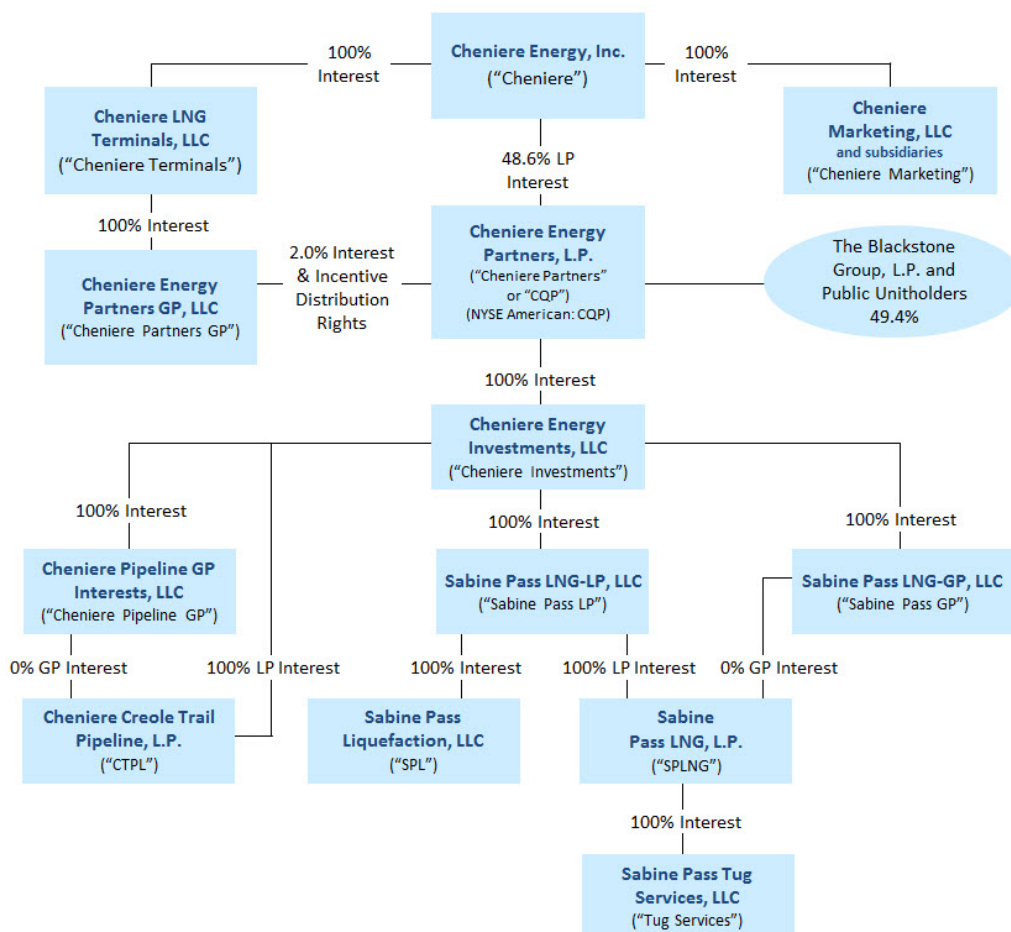 Cheniere Energy, Inc.
("Cheniere")
100%
Interest
100%
Interest
Cheniere LNG
Terminals, LLC
("Cheniere Terminals")
Cheniere
Marketing, LLC
and subsidiaries
("Cheniere Marketing")
48.6% LP
Interest
100% Interest
Cheniere Energy
Partners GP, LLC
("Cheniere Partners GP")
2.0% Interest
& Incentive
Distribution
Rights
Cheniere Energy
Partners, L.P.
("Cheniere Partners"
or "CQP")
(NYSE American: CQP)
The Blackstone
Group, L.P. and
Public Unitholders
49.4%
100% Interest
Cheniere Energy
Investments, LLC
("Cheniere Investments")
100% Interest
100% Interest
100% Interest
Cheniere Pipeline GP
Interests, LLC
("Cheniere Pipeline GP")
Sabine Pass LNG-LP, LLC
("Sabine Pass LP")
Sabine Pass LNG-GP, LLC
("Sabine Pass GP")
0% GP Interest
100% LP Interest
100% Interest
100% LP Interest
0% GP Interest
Cheniere Creole Trail
Pipeline, L.P.
("CTPL")
Sabine Pass
Liquefaction, LLC
("SPL")
Sabine
Pass LNG, L.P.
("SPLNG")
100% Interest
Sabine Pass Tug
Services, LLC
("Tug Services")